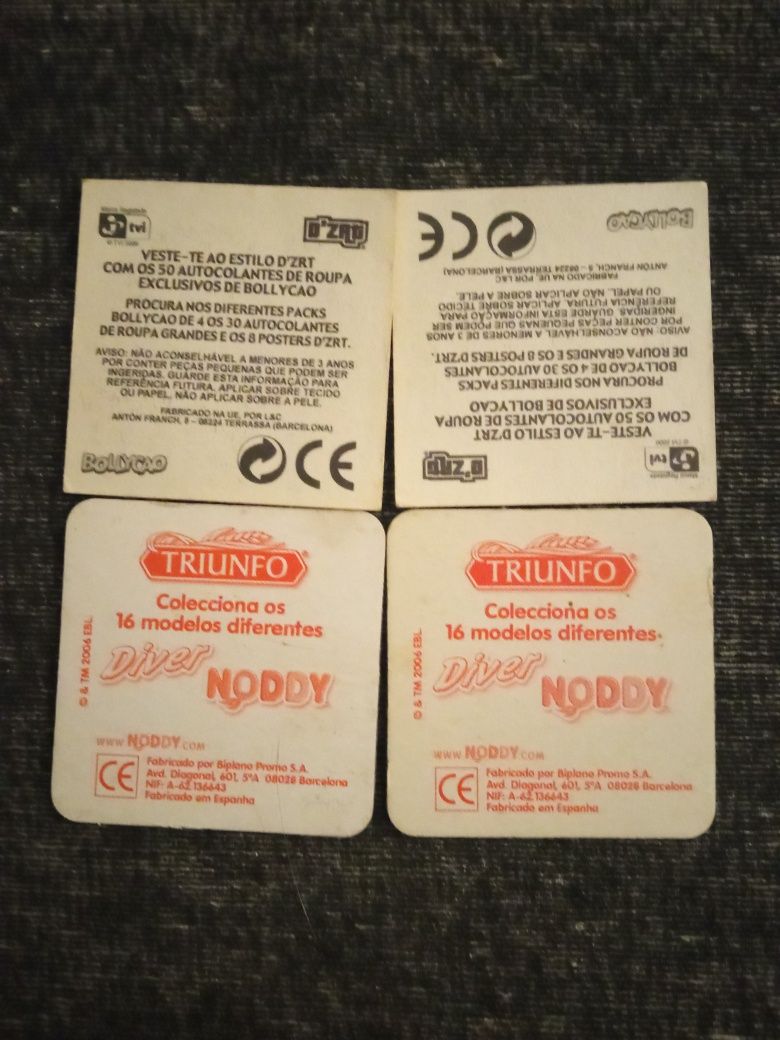 Marca Registada
tvi
© TVI 2006
D'ZRT
VESTE-TE AO ESTILO D'ZRT
COM OS 50 AUTOCOLANTES DE ROUPA
EXCLUSIVOS DE BOLLYCAO
PROCURA NOS DIFERENTES PACKS
BOLLYCAO DE 4 OS 30 AUTOCOLANTES
DE ROUPA GRANDES E OS 8 POSTERS D'ZRT.
AVISO: NÃO ACONSELHÁVEL A MENORES DE 3 ANOS
POR CONTER PEÇAS PEQUENAS QUE PODEM SER
INGERIDAS. GUARDE ESTA INFORMAÇÃO PARA
REFERÊNCIA FUTURA. APLICAR SOBRE TECIDO
OU PAPEL. NÃO APLICAR SOBRE A PELE.
FABRICADO NA UE, POR L&C
ANTÓN FRANCH, 5 - 08224 TERRASSA (BARCELONA)
BOLLYCAO
CE
Marca Registada
tvi
© TVI 2006
D'ZRT
VESTE-TE AO ESTILO D'ZRT
COM OS 50 AUTOCOLANTES DE ROUPA
EXCLUSIVOS DE BOLLYCAO
PROCURA NOS DIFERENTES PACKS
BOLLYCAO DE 4 OS 30 AUTOCOLANTES
DE ROUPA GRANDES E OS 8 POSTERS D'ZRT.
AVISO: NÃO ACONSELHÁVEL A MENORES DE 3 ANOS
POR CONTER PEÇAS PEQUENAS QUE PODEM SER
INGERIDAS. GUARDE ESTA INFORMAÇÃO PARA
REFERÊNCIA FUTURA. APLICAR SOBRE TECIDO
OU PAPEL. NÃO APLICAR SOBRE A PELE.
FABRICADO NA UE, POR L&C
ANTÓN FRANCH, 5 - 08224 TERRASSA (BARCELONA)
BOLLYCAO
CE
TRIUNFO®
Colecciona os
16 modelos diferentes
Diver
NODDY
© & TM 2006 EBL.
www.NODDY.com
CE
Fabricado por Biplano Promo S.A.
Avd. Diagonal, 601, 5ºA 08028 Barcelona
NIF: A-62.136643
Fabricado em Espanha
TRIUNFO®
Colecciona os
16 modelos diferentes
Diver
NODDY
© & TM 2006 EBL.
www.NODDY.com
CE
Fabricado por Biplano Promo S.A.
Avd. Diagonal, 601, 5ºA 08028 Barcelona
NIF: A-62.136643
Fabricado em Espanha